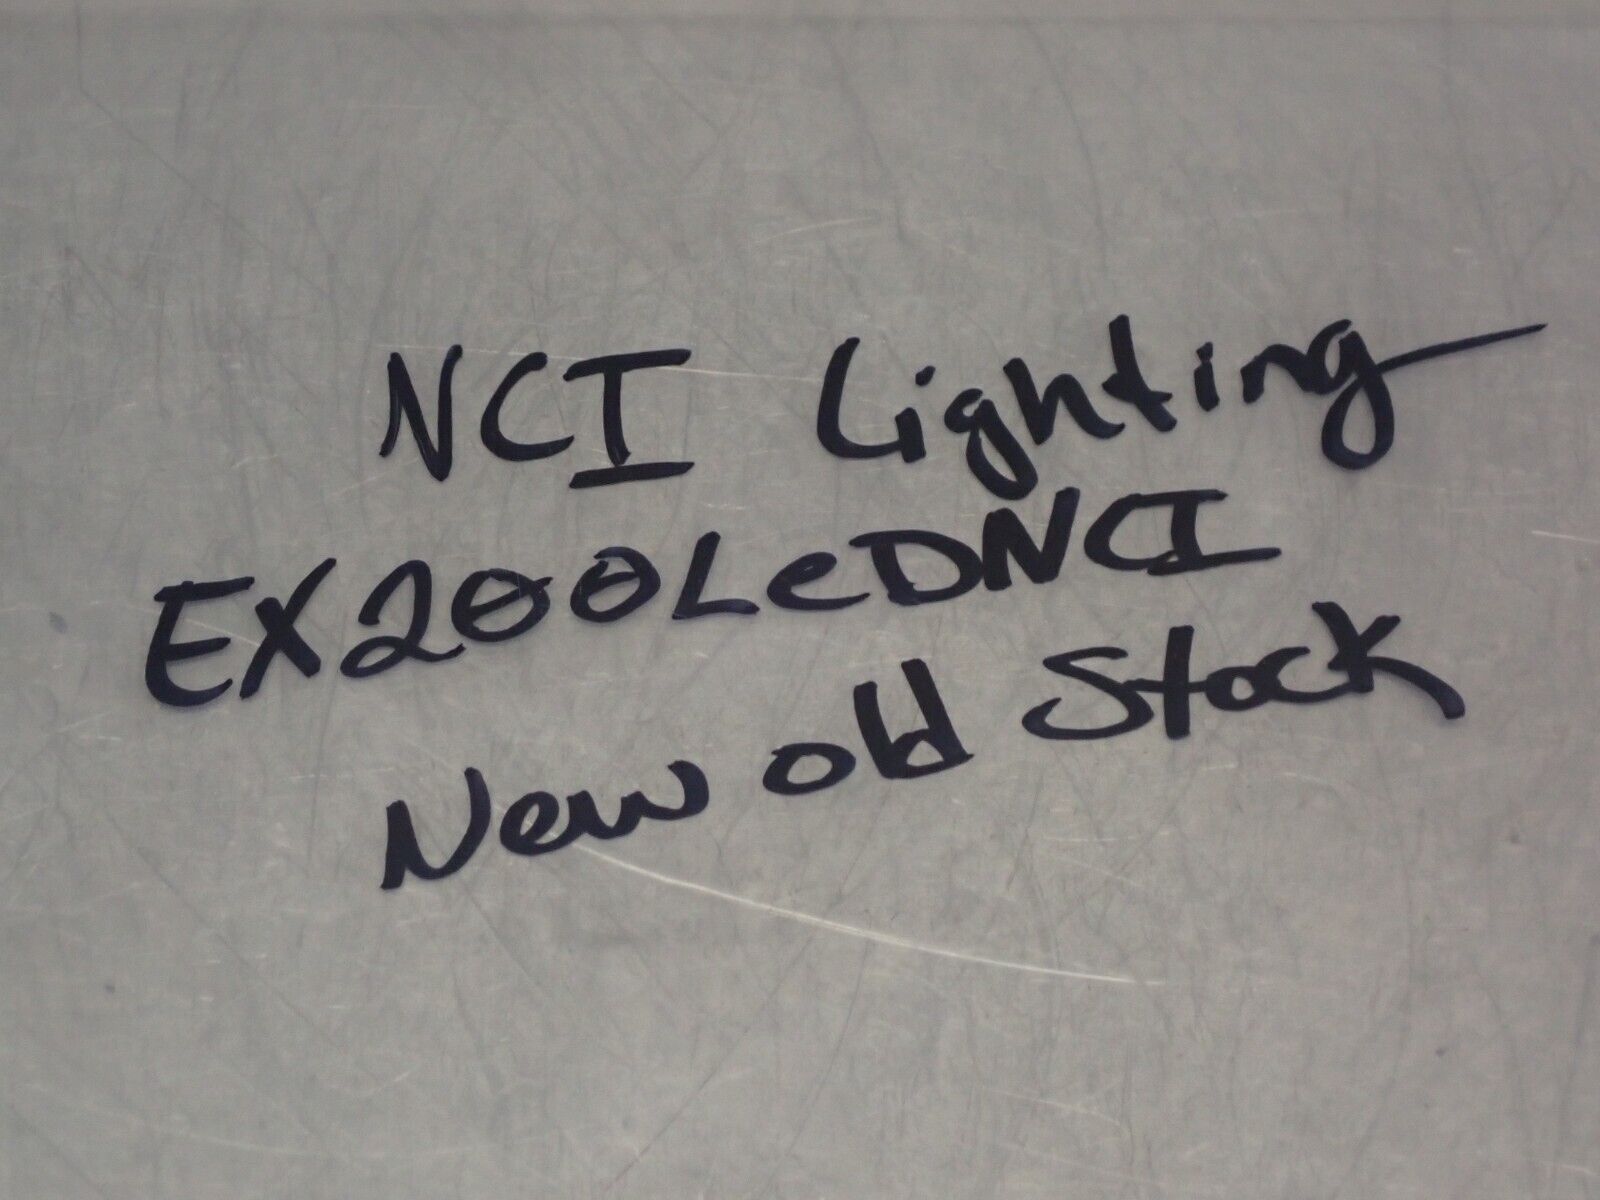 NCI Lighting
EX200LeDNCI
New old Stock